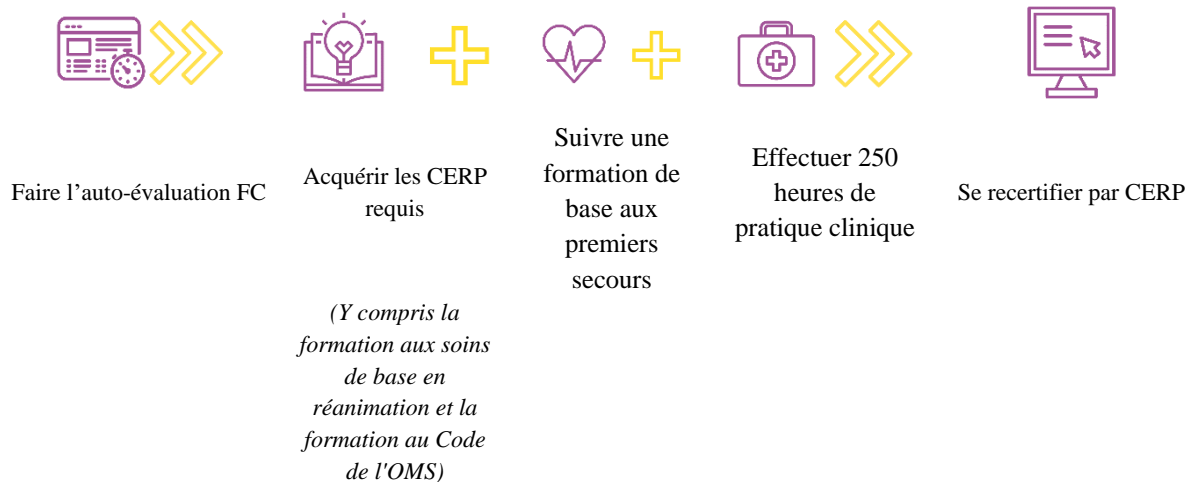 Faire l’auto-évaluation FC
Acquérir les CERP
requis
(Y compris la
formation aux soins
de base en
réanimation et la
formation au Code
de l'OMS)
Suivre une
formation de
base aux
premiers
secours
Effectuer 250
heures de
pratique clinique
Se recertifier par CERP